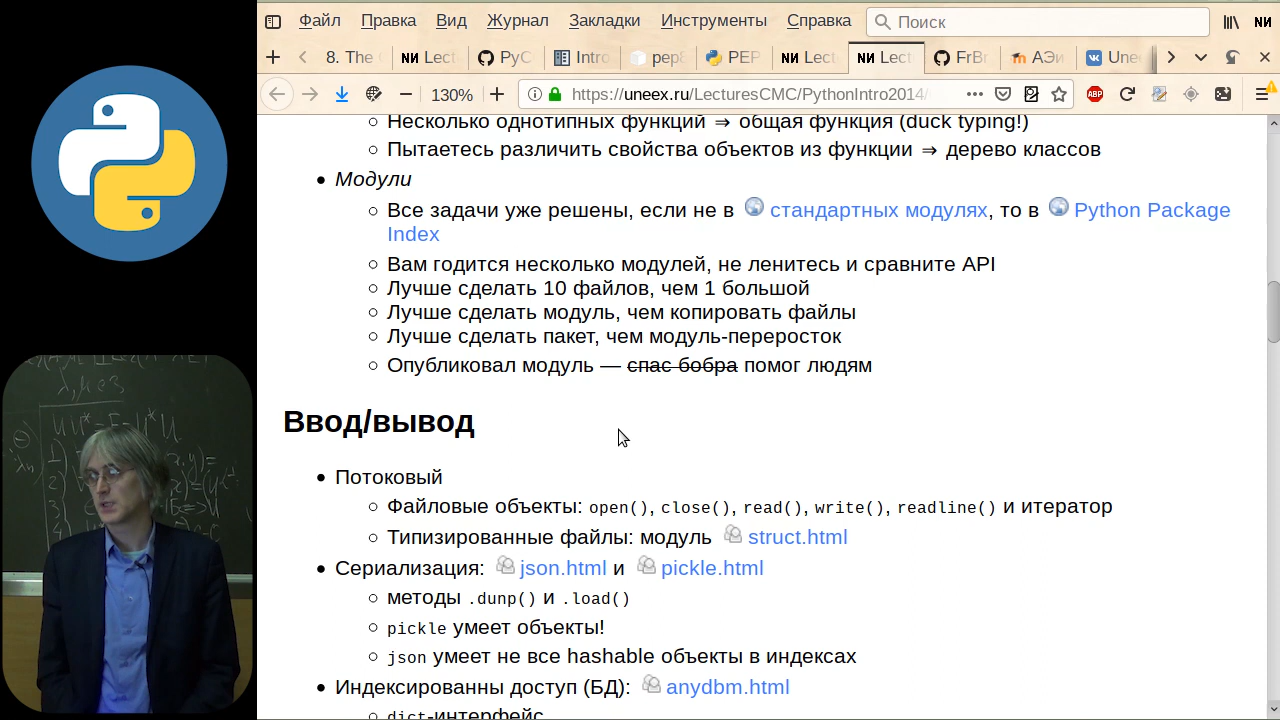 Файл Правка Вид Журнал Закладки Инструменты Справка Поиск
8. The Lect PyC Intro pep8 PEP Lect Lect FrBr АЭи Unee
130% https://uneex.ru/LecturesCMC/PythonIntro2014/ ABP
Несколько однотипных функций ⇒ общая функция (duck typing!)
Пытаетесь различить свойства объектов из функции ⇒ дерево классов
Модули
Все задачи уже решены, если не в стандартных модулях, то в Python Package
Index
Вам годится несколько модулей, не ленитесь и сравните API
Лучше сделать 10 файлов, чем 1 большой
Лучше сделать модуль, чем копировать файлы
Лучше сделать пакет, чем модуль-переросток
Опубликовал модуль — спас бобра помог людям
Ввод/вывод
Потоковый
Файловые объекты: open(), close(), read(), write(), readline() и итератор
Типизированные файлы: модуль struct.html
Сериализация: json.html и pickle.html
методы .dunp() и .load()
pickle умеет объекты!
json умеет не все hashable объекты в индексах
Индексированны доступ (БД): anydbm.html
dict-интерфейс